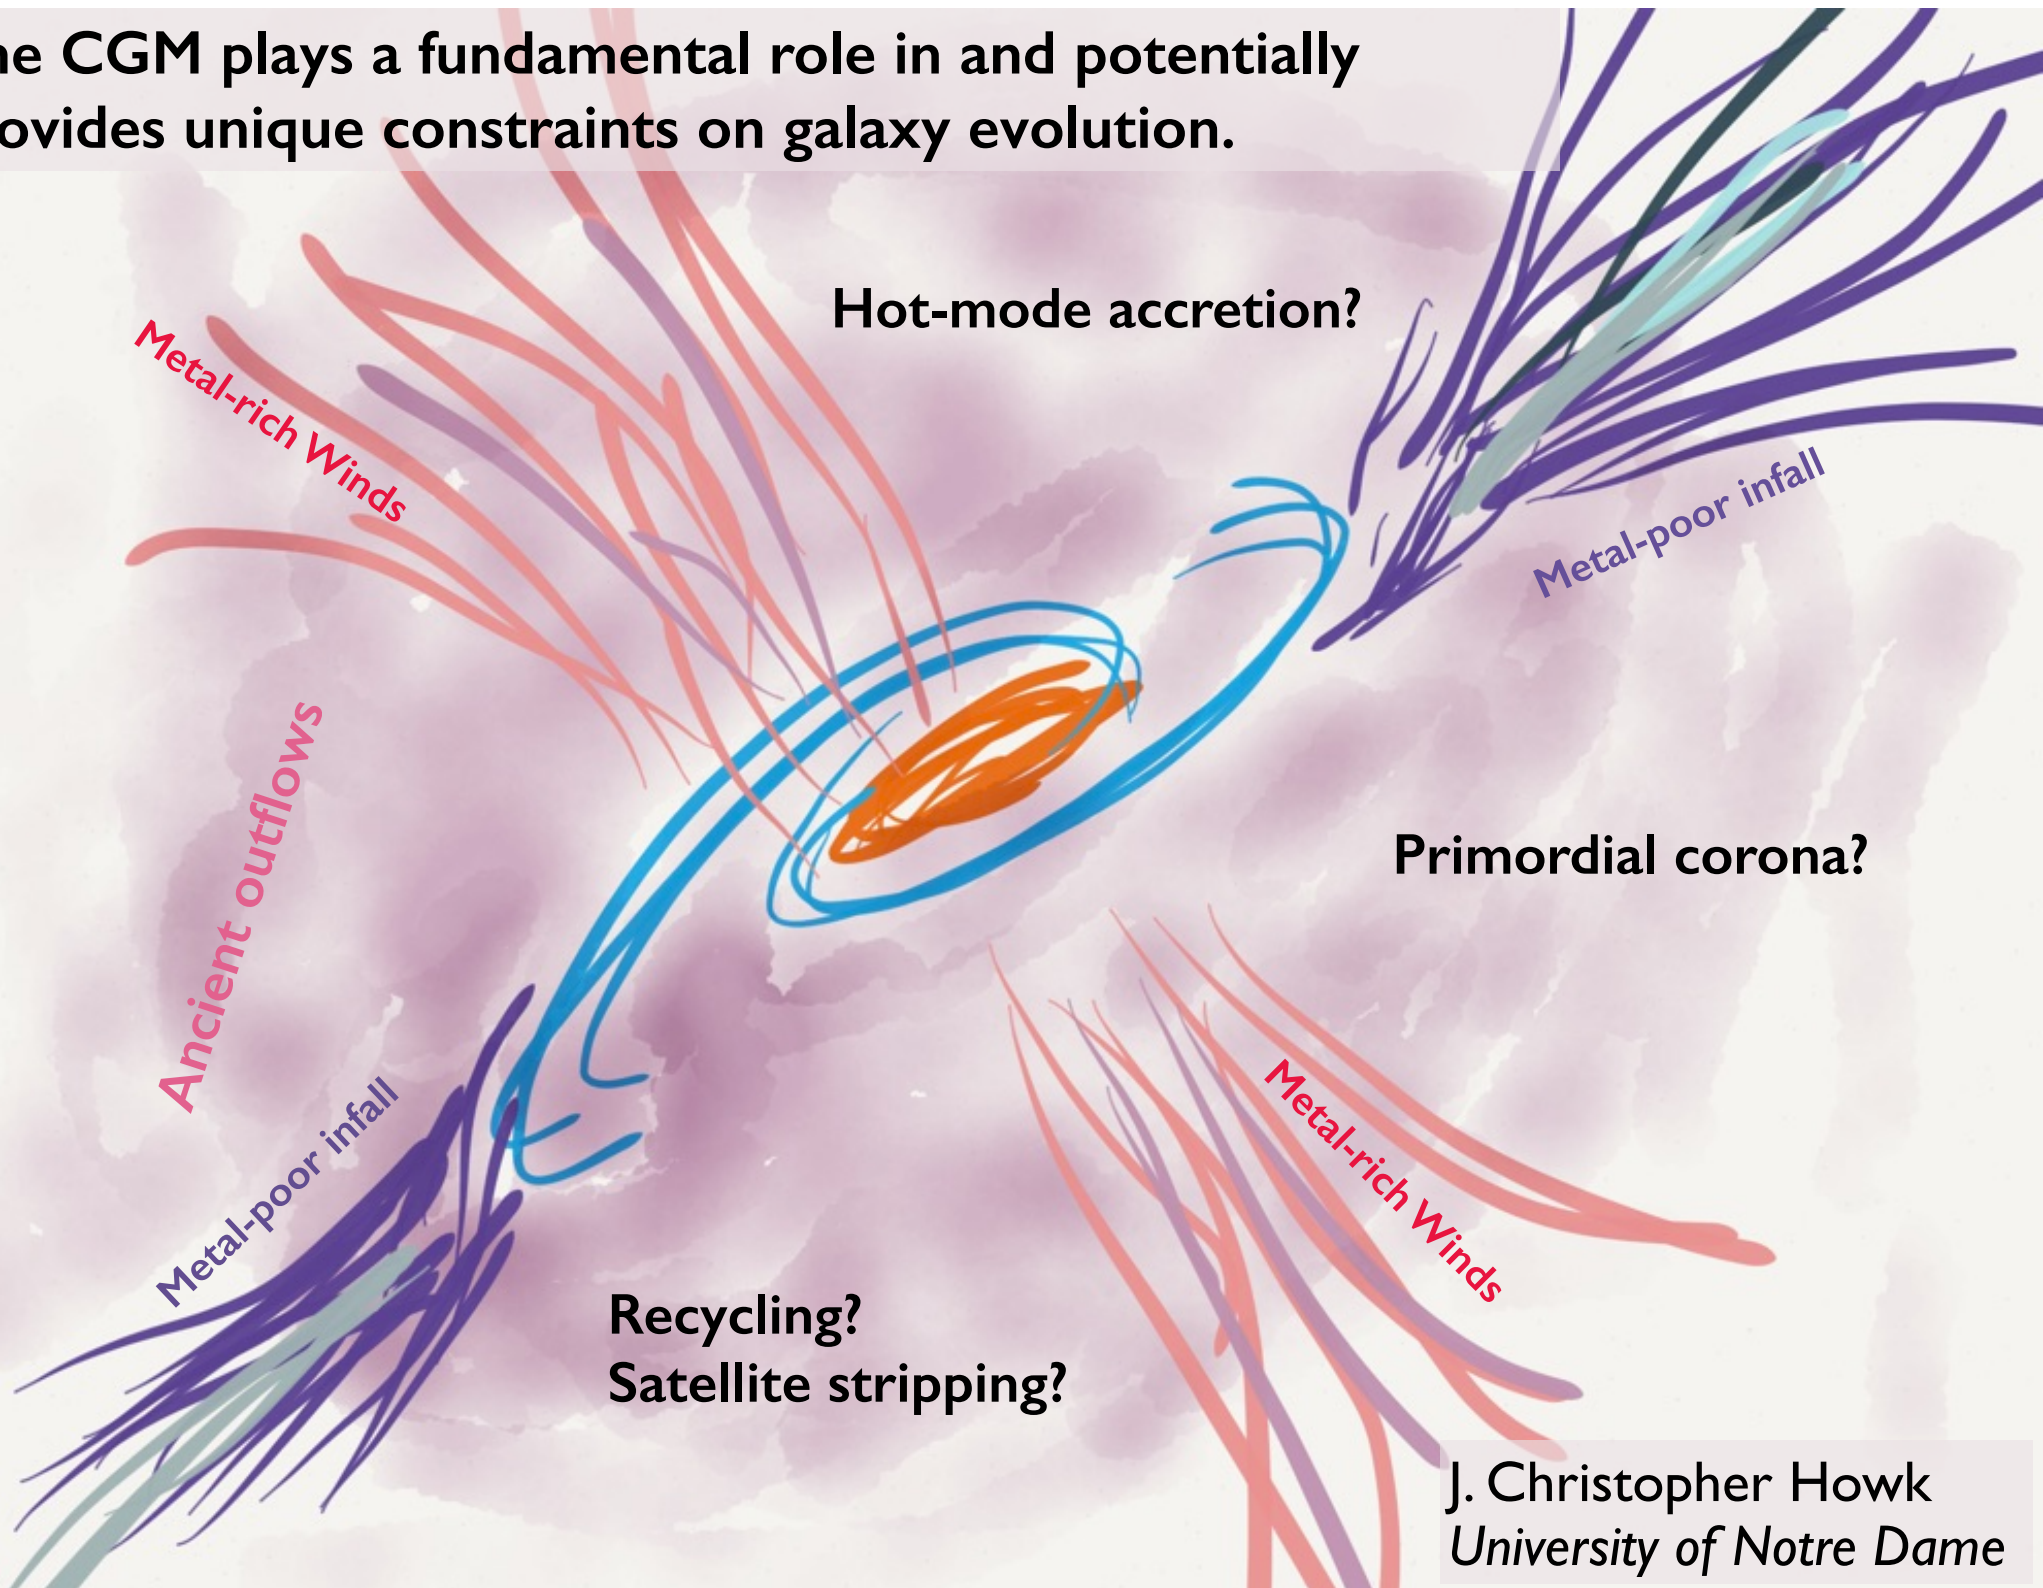 he CGM plays a fundamental role in and potentially
ovides unique constraints on galaxy evolution.
Hot-mode accretion?
Metal-rich Winds
Metal-poor infall
Ancient outflows
Primordial corona?
Metal-poor infall
Metal-rich Winds
Recycling?
Satellite stripping?
J. Christopher Howk
University of Notre Dame